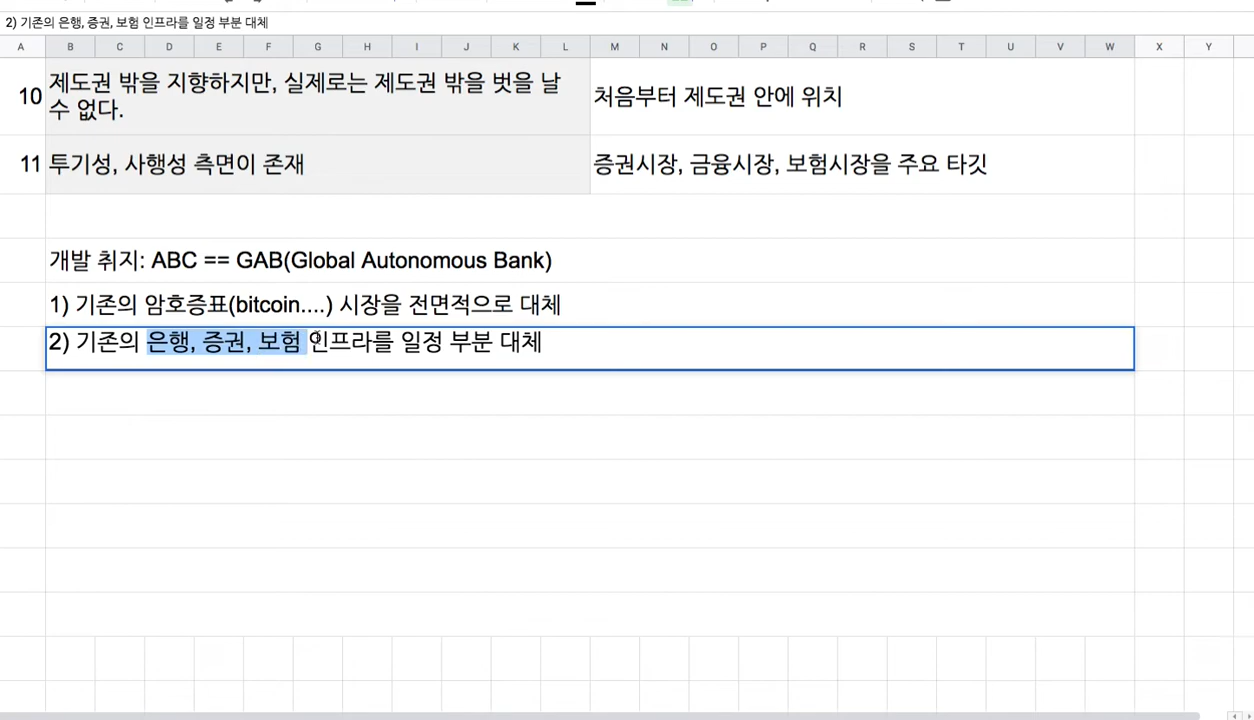 2) 기존의 은행, 증권, 보험 인프라를 일정 부분 대체
A B C D E F G H I J K L M N O P Q R S T U V W X Y
10 제도권 밖을 지향하지만, 실제로는 제도권 밖을 벗을 날 처음부터 제도권 안에 위치
수 없다.
11 투기성, 사행성 측면이 존재 증권시장, 금융시장, 보험시장을 주요 타깃
개발 취지: ABC == GAB(Global Autonomous Bank)
1) 기존의 암호증표(bitcoin....) 시장을 전면적으로 대체
2) 기존의 은행, 증권, 보험 인프라를 일정 부분 대체